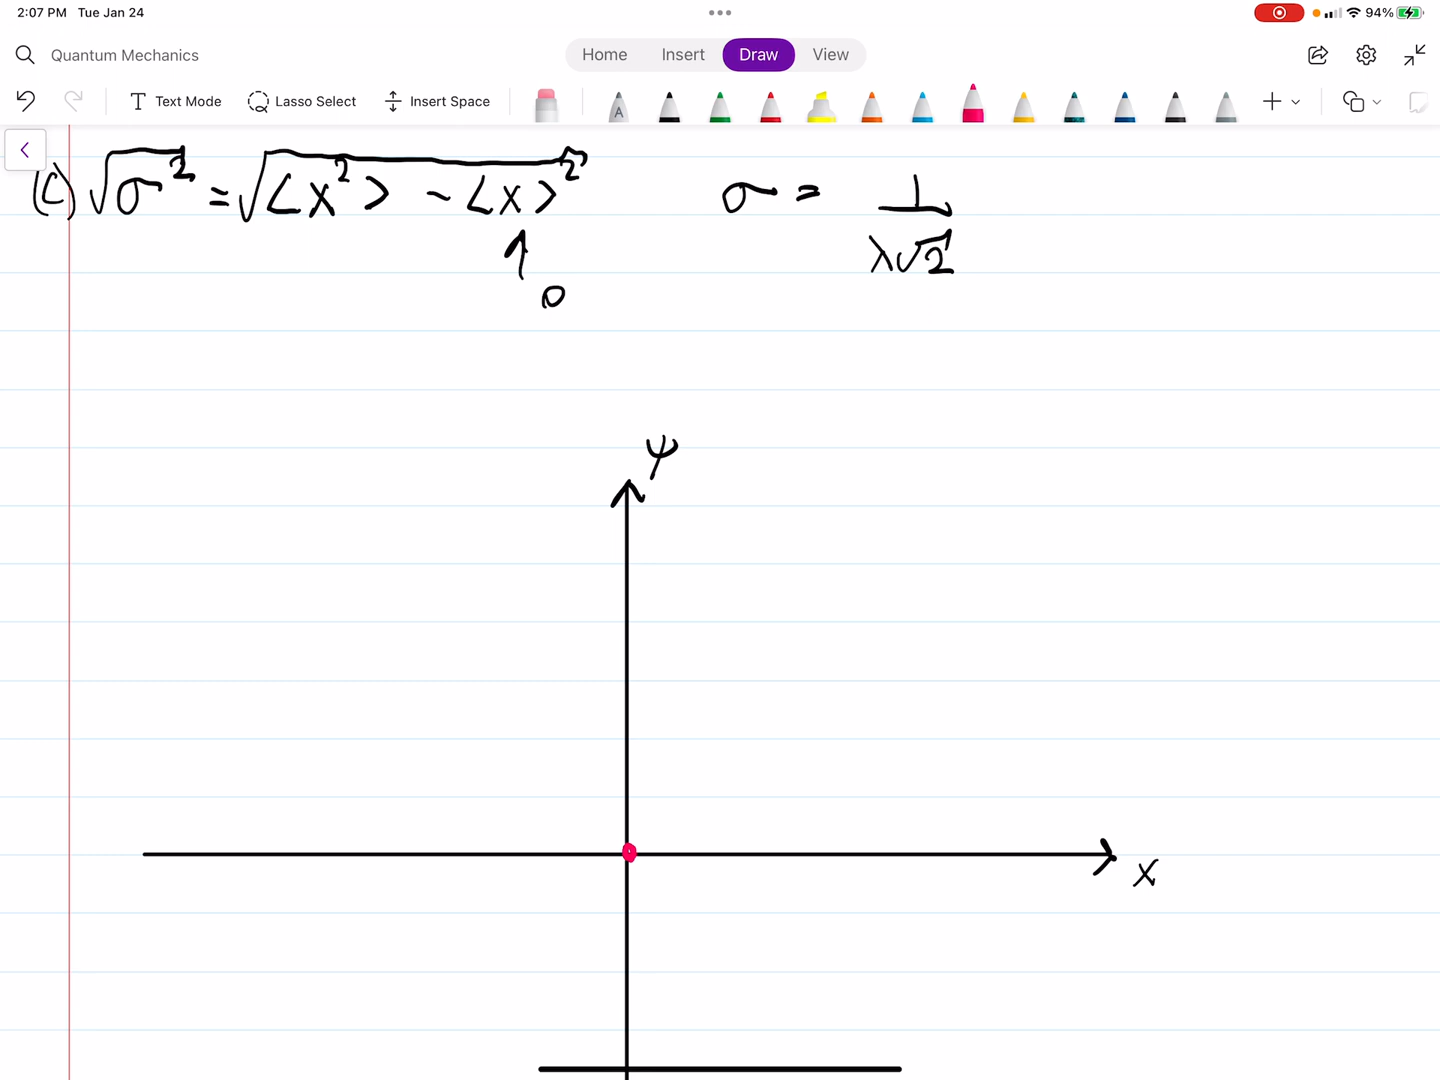 2:07 PM Tue Jan 24
94%
Quantum Mechanics
Home Insert Draw View
Text Mode Lasso Select Insert Space A
(c) √σ² = √<x²> - <x>² σ = 1/λ√2
0
ψ
x